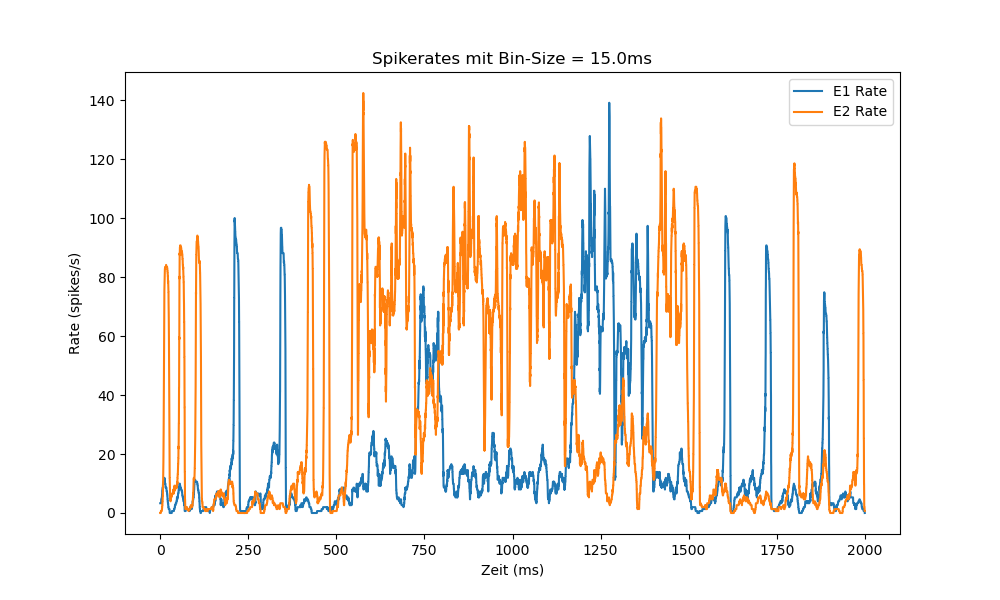 Spikerates mit Bin-Size = 15.0ms
E1 Rate
E2 Rate
Rate (spikes/s)
140
120
100
80
60
40
20
0
0 250 500 750 1000 1250 1500 1750 2000
Zeit (ms)